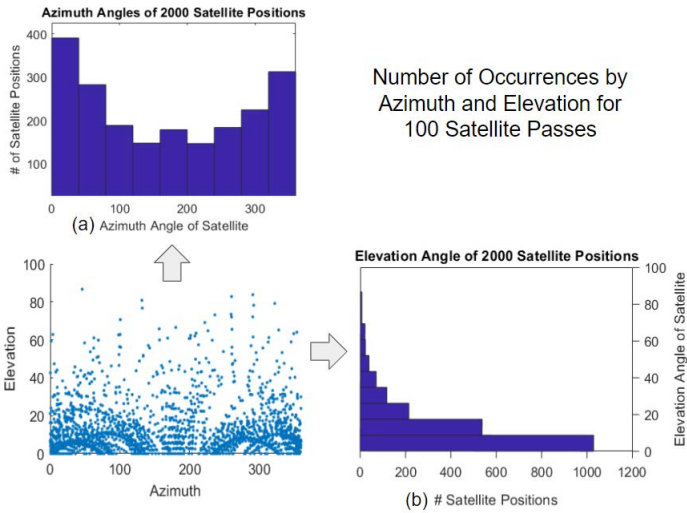 Azimuth Angles of 2000 Satellite Positions
# of Satellite Positions
400
300
200
100
0
100
200
300
(a) Azimuth Angle of Satellite
Number of Occurrences by
Azimuth and Elevation for
100 Satellite Passes
Elevation
100
80
60
40
20
0
0
100
200
300
Azimuth
Elevation Angle of 2000 Satellite Positions
100
80
60
40
20
0
Elevation Angle of Satellite
0
200
400
600
800
1000
1200
(b) # Satellite Positions